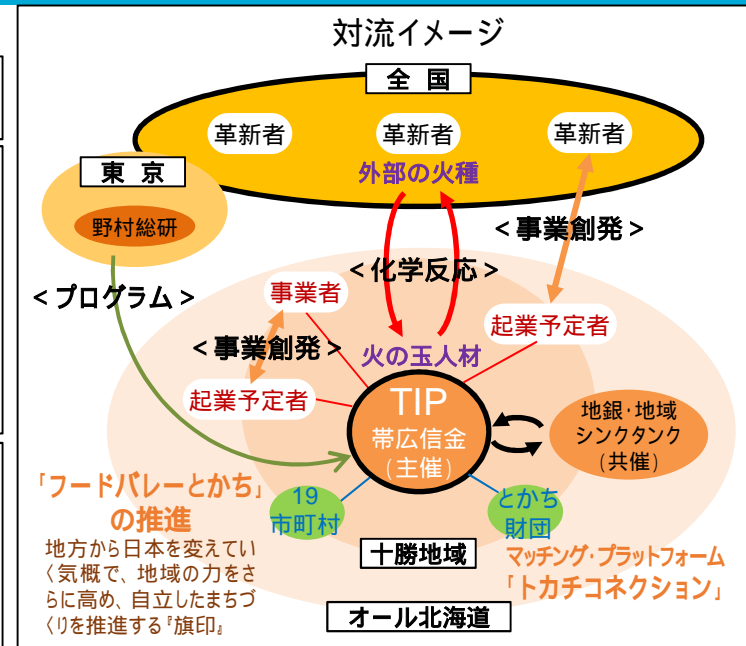 対流イメージ
全 国
革新者
革新者
革新者
外部の火種
東 京
野村総研
＜事業創発＞
＜化学反応＞
＜プログラム＞
事業者
起業予定者
＜事業創発＞
火の玉人材
起業予定者
TIP
帯広信金
(主催)
地銀･地域
シンクタンク
(共催)
「フードバレーとかち」
の推進
19
市町村
とかち
財団
地方から日本を変えてい
く気概で、地域の力をさ
らに高め、自立したまちづ
くりを推進する『旗印』
十勝地域
マッチング･プラットフォーム
「トカチコネクション」
オール北海道